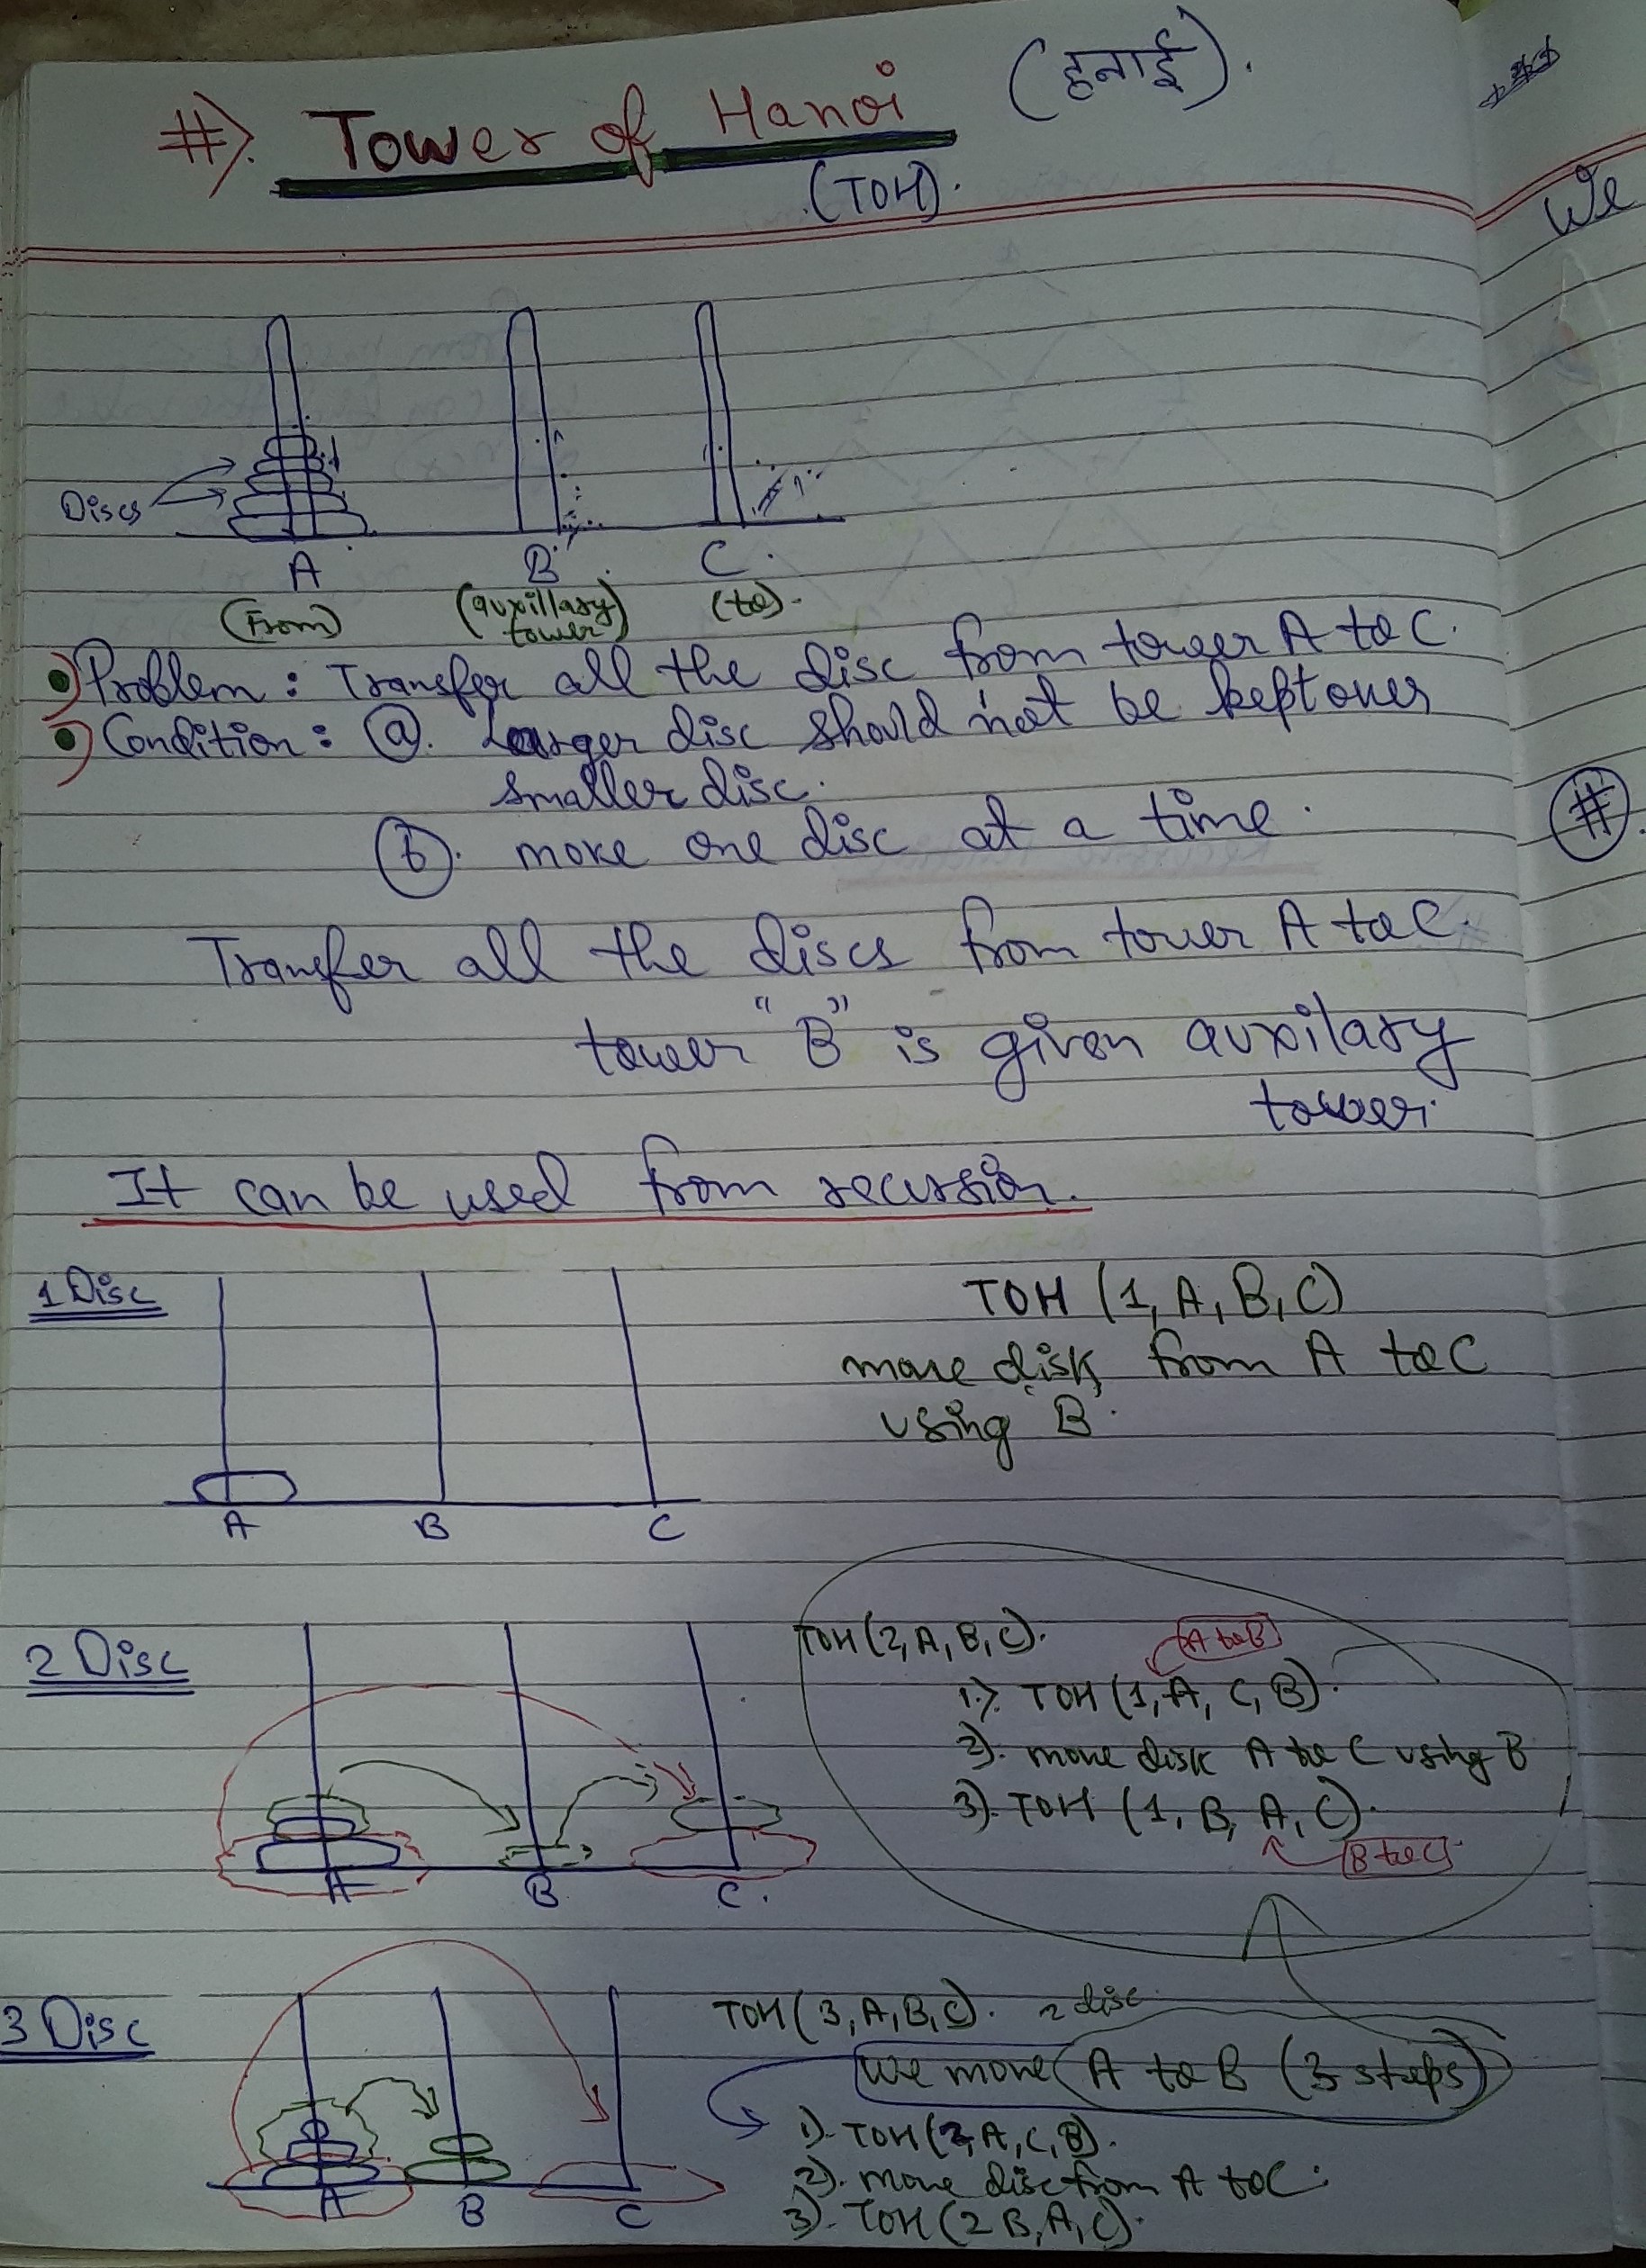 #). Tower of Hanoi (हनाई).
(TOH).
Discs
A B C
(From) (auxillary tower) (to)
Problem : Transfer all the disc from tower A to C.
Condition : (a). Larger disc should not be kept over
smaller disc.
(b). move one disc at a time.
Transfer all the discs from tower A to C.
tower "B" is given auxilary
tower.
It can be used from recursion.
1 Disc
TOH (1, A, B, C)
move disk from A to C
using B.
A B C
2 Disc
TOH (2, A, B, C).
A to B
1). TOH (1, A, C, B).
2). move disk A to C using B
3). TOH (1, B, A, C).
B to C
A B C.
3 Disc
TOH (3, A, B, C). 2 disc
We move A to B (3 steps)
1). TOH (2, A, C, B).
2). move disc from A to C.
3). TOH (2 B, A, C).
A B C
We
#.